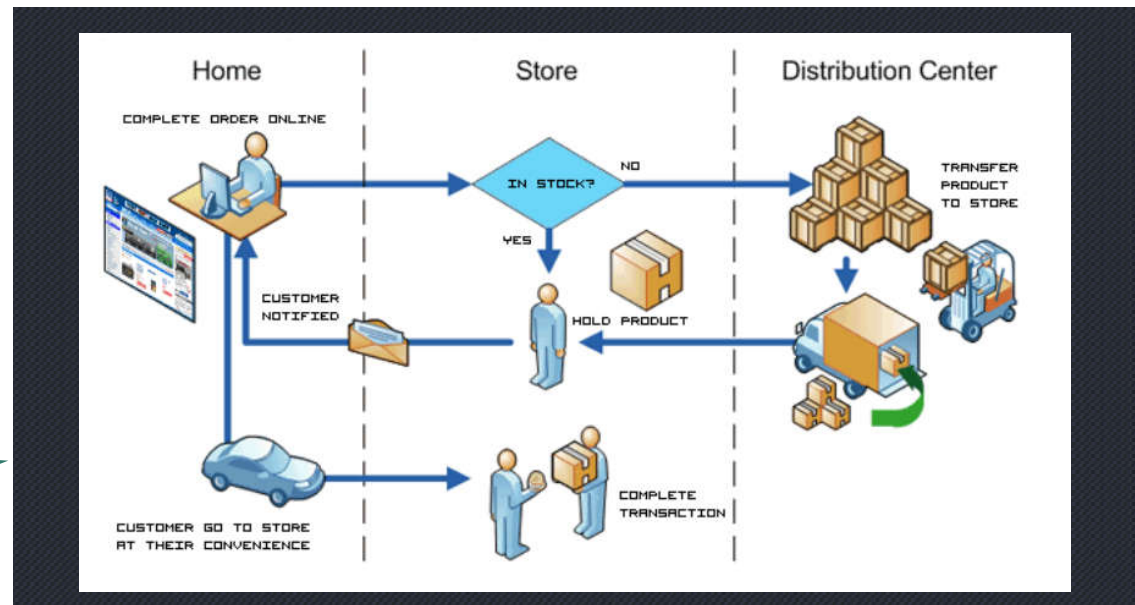 Home
Store
Distribution Center
COMPLETE ORDER ONLINE
IN STOCK?
NO
TRANSFER
PRODUCT
TO STORE
YES
CUSTOMER
NOTIFIED
HOLD PRODUCT
COMPLETE
TRANSACTION
CUSTOMER GO TO STORE
AT THEIR CONVENIENCE